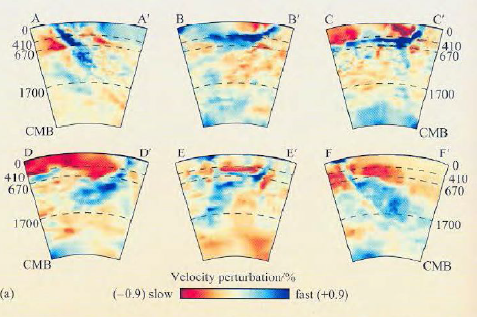 A A' B B' C C'
0 0
410 410
670 670
1700 1700
CMB CMB
D D' E E' F F'
0 0
410 410
670 670
1700 1700
CMB CMB
Velocity perturbation/%
(a) (−0.9) slow fast (+0.9)